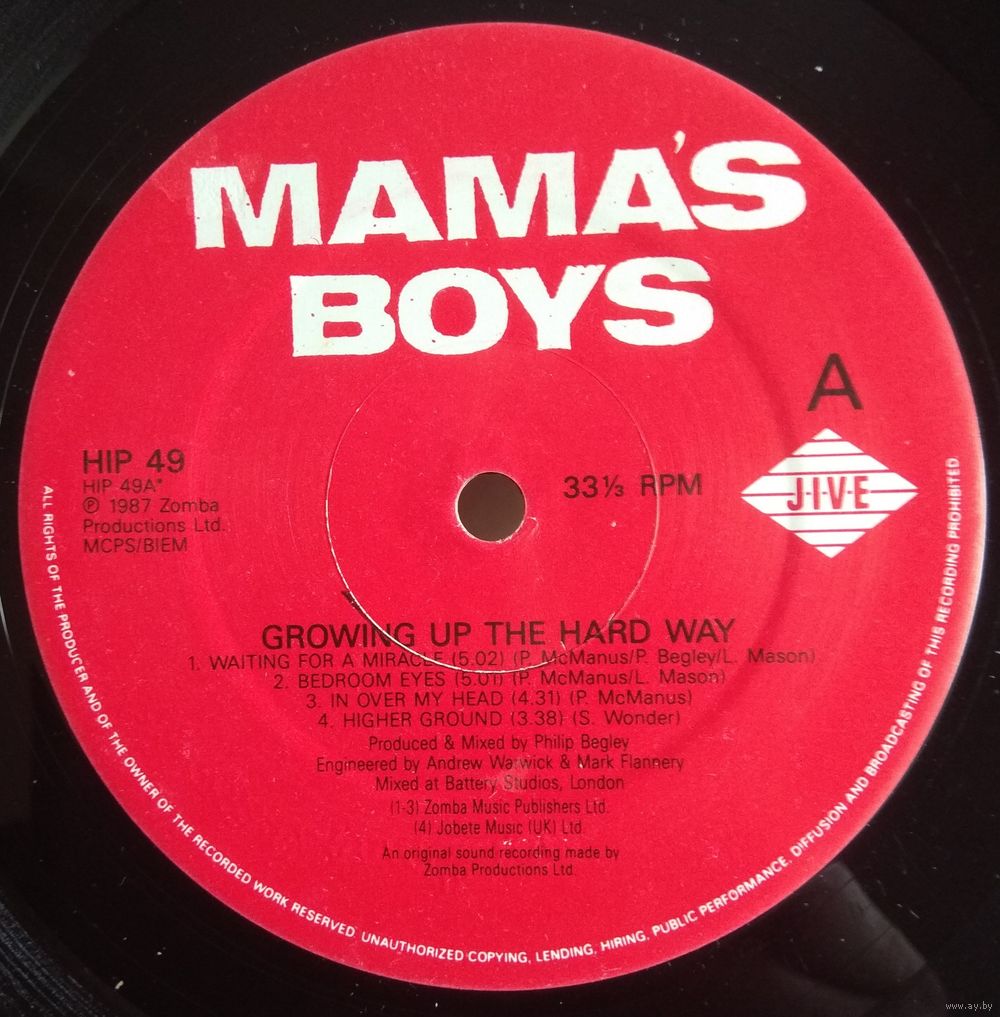 MAMA'S
BOYS
A
HIP 49
HIP 49A*
℗ 1987 Zomba
Productions Ltd.
MCPS/BIEM
33⅓ RPM
J·I·V·E
GROWING UP THE HARD WAY
1. WAITING FOR A MIRACLE (5.02) (P. McManus/P. Begley/L. Mason)
2. BEDROOM EYES (5.01) (P. McManus/L. Mason)
3. IN OVER MY HEAD (4.31) (P. McManus)
4. HIGHER GROUND (3.38) (S. Wonder)
Produced & Mixed by Philip Begley
Engineered by Andrew Warwick & Mark Flannery
Mixed at Battery Studios, London
(1-3) Zomba Music Publishers Ltd.
(4) Jobete Music (UK) Ltd.
An original sound recording made by
Zomba Productions Ltd.
ALL RIGHTS OF THE PRODUCER AND OF THE OWNER OF THE RECORDED WORK RESERVED. UNAUTHORIZED COPYING, LENDING, HIRING, PUBLIC PERFORMANCE, DIFFUSION AND BROADCASTING OF THIS RECORDING PROHIBITED.
www.ay.by